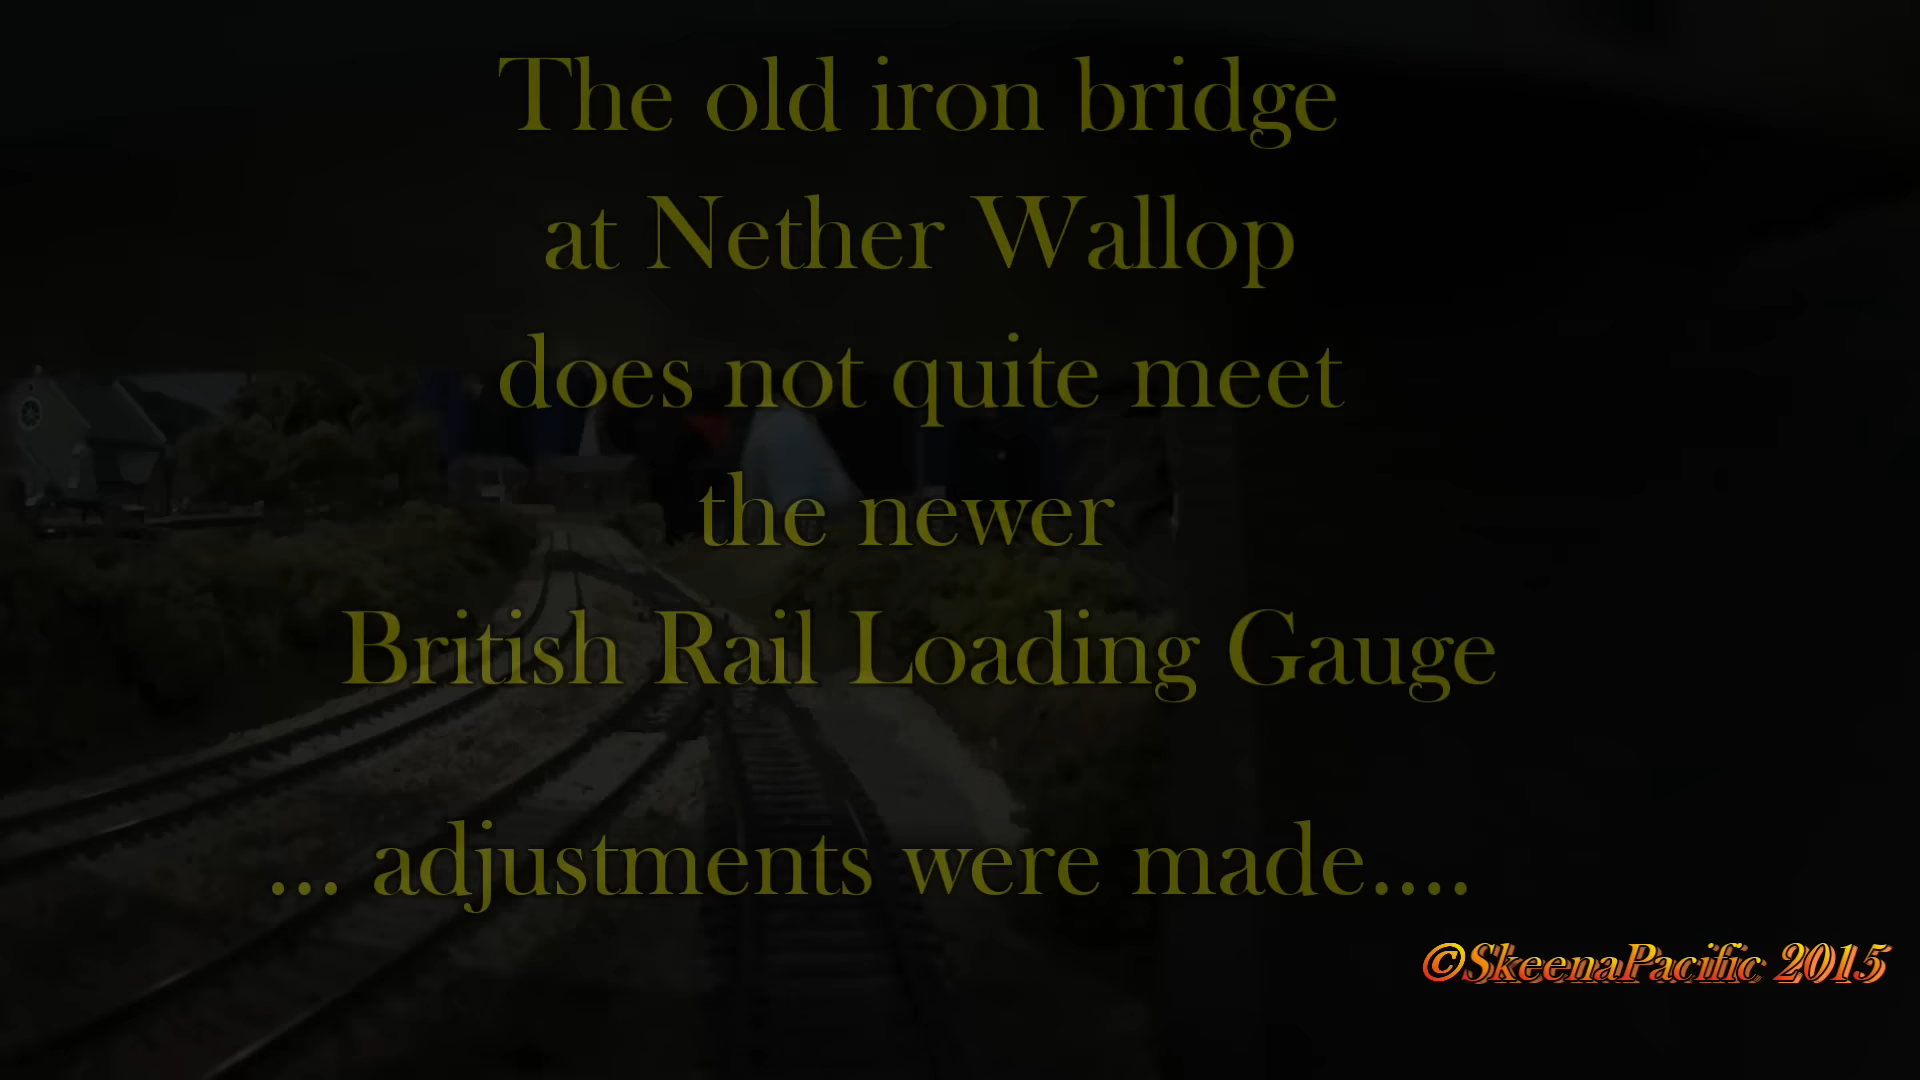 The old iron bridge
at Nether Wallop
does not quite meet
the newer
British Rail Loading Gauge
... adjustments were made....
©SkeenaPacific 2015